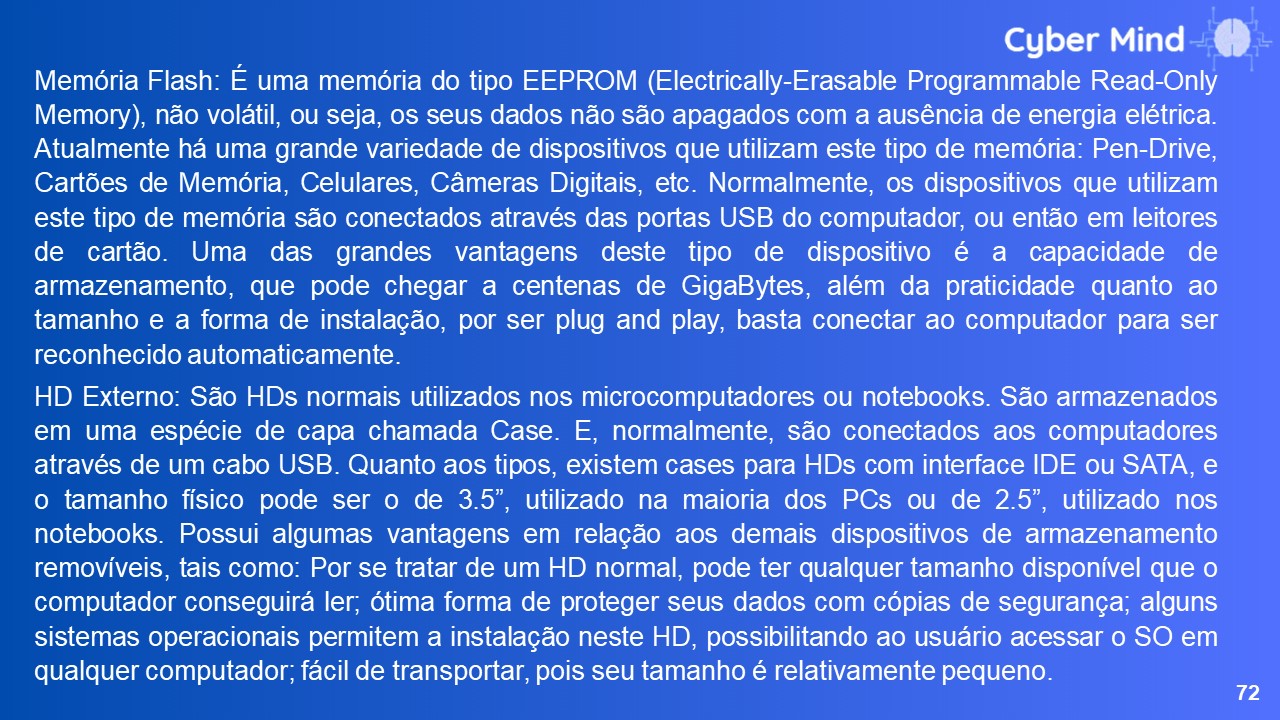 Cyber Mind
Memória Flash: É uma memória do tipo EEPROM (Electrically-Erasable Programmable Read-Only
Memory), não volátil, ou seja, os seus dados não são apagados com a ausência de energia elétrica.
Atualmente há uma grande variedade de dispositivos que utilizam este tipo de memória: Pen-Drive,
Cartões de Memória, Celulares, Câmeras Digitais, etc. Normalmente, os dispositivos que utilizam
este tipo de memória são conectados através das portas USB do computador, ou então em leitores
de cartão. Uma das grandes vantagens deste tipo de dispositivo é a capacidade de
armazenamento, que pode chegar a centenas de GigaBytes, além da praticidade quanto ao
tamanho e a forma de instalação, por ser plug and play, basta conectar ao computador para ser
reconhecido automaticamente.
HD Externo: São HDs normais utilizados nos microcomputadores ou notebooks. São armazenados
em uma espécie de capa chamada Case. E, normalmente, são conectados aos computadores
através de um cabo USB. Quanto aos tipos, existem cases para HDs com interface IDE ou SATA, e
o tamanho físico pode ser o de 3.5”, utilizado na maioria dos PCs ou de 2.5”, utilizado nos
notebooks. Possui algumas vantagens em relação aos demais dispositivos de armazenamento
removíveis, tais como: Por se tratar de um HD normal, pode ter qualquer tamanho disponível que o
computador conseguirá ler; ótima forma de proteger seus dados com cópias de segurança; alguns
sistemas operacionais permitem a instalação neste HD, possibilitando ao usuário acessar o SO em
qualquer computador; fácil de transportar, pois seu tamanho é relativamente pequeno.
72